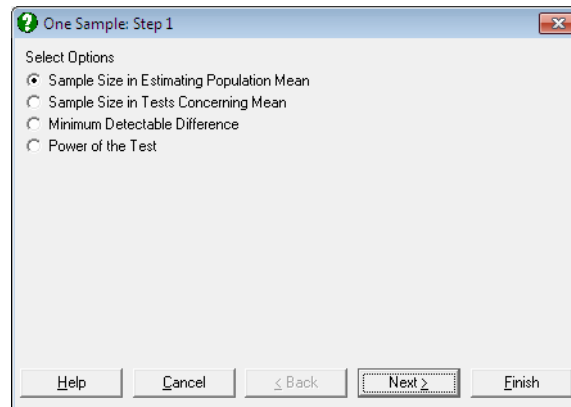 One Sample: Step 1
Select Options
Sample Size in Estimating Population Mean
Sample Size in Tests Concerning Mean
Minimum Detectable Difference
Power of the Test
Help Cancel < Back Next > Finish